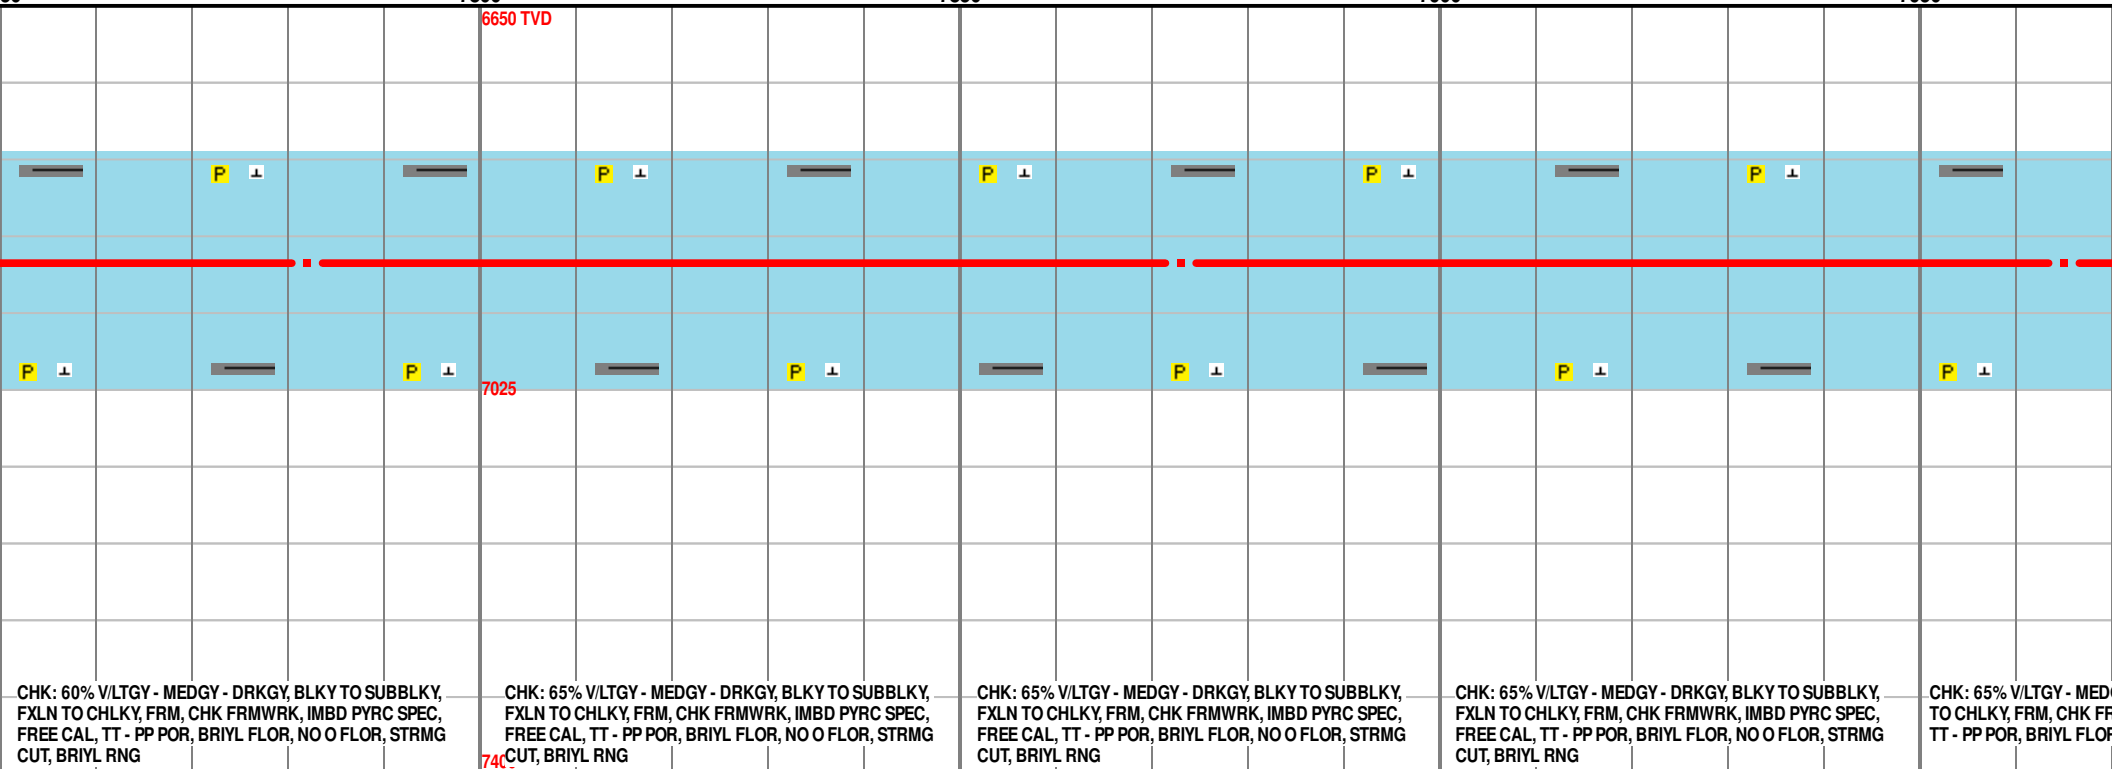 6650 TVD
P
P
P
P
P
P
P
P
P
P
7025
CHK: 60% V/LTGY - MEDGY - DRKGY, BLKY TO SUBBLKY,
FXLN TO CHLKY, FRM, CHK FRMWRK, IMBD PYRC SPEC,
FREE CAL, TT - PP POR, BRIYL FLOR, NO O FLOR, STRMG
CUT, BRIYL RNG
CHK: 65% V/LTGY - MEDGY - DRKGY, BLKY TO SUBBLKY,
FXLN TO CHLKY, FRM, CHK FRMWRK, IMBD PYRC SPEC,
FREE CAL, TT - PP POR, BRIYL FLOR, NO O FLOR, STRMG
CUT, BRIYL RNG
CHK: 65% V/LTGY - MEDGY - DRKGY, BLKY TO SUBBLKY,
FXLN TO CHLKY, FRM, CHK FRMWRK, IMBD PYRC SPEC,
FREE CAL, TT - PP POR, BRIYL FLOR, NO O FLOR, STRMG
CUT, BRIYL RNG
CHK: 65% V/LTGY - MEDGY - DRKGY, BLKY TO SUBBLKY,
FXLN TO CHLKY, FRM, CHK FRMWRK, IMBD PYRC SPEC,
FREE CAL, TT - PP POR, BRIYL FLOR, NO O FLOR, STRMG
CUT, BRIYL RNG
CHK: 65% V/LTGY -
TO CHLKY, FRM, CHK
TT - PP POR, BRIYL
740